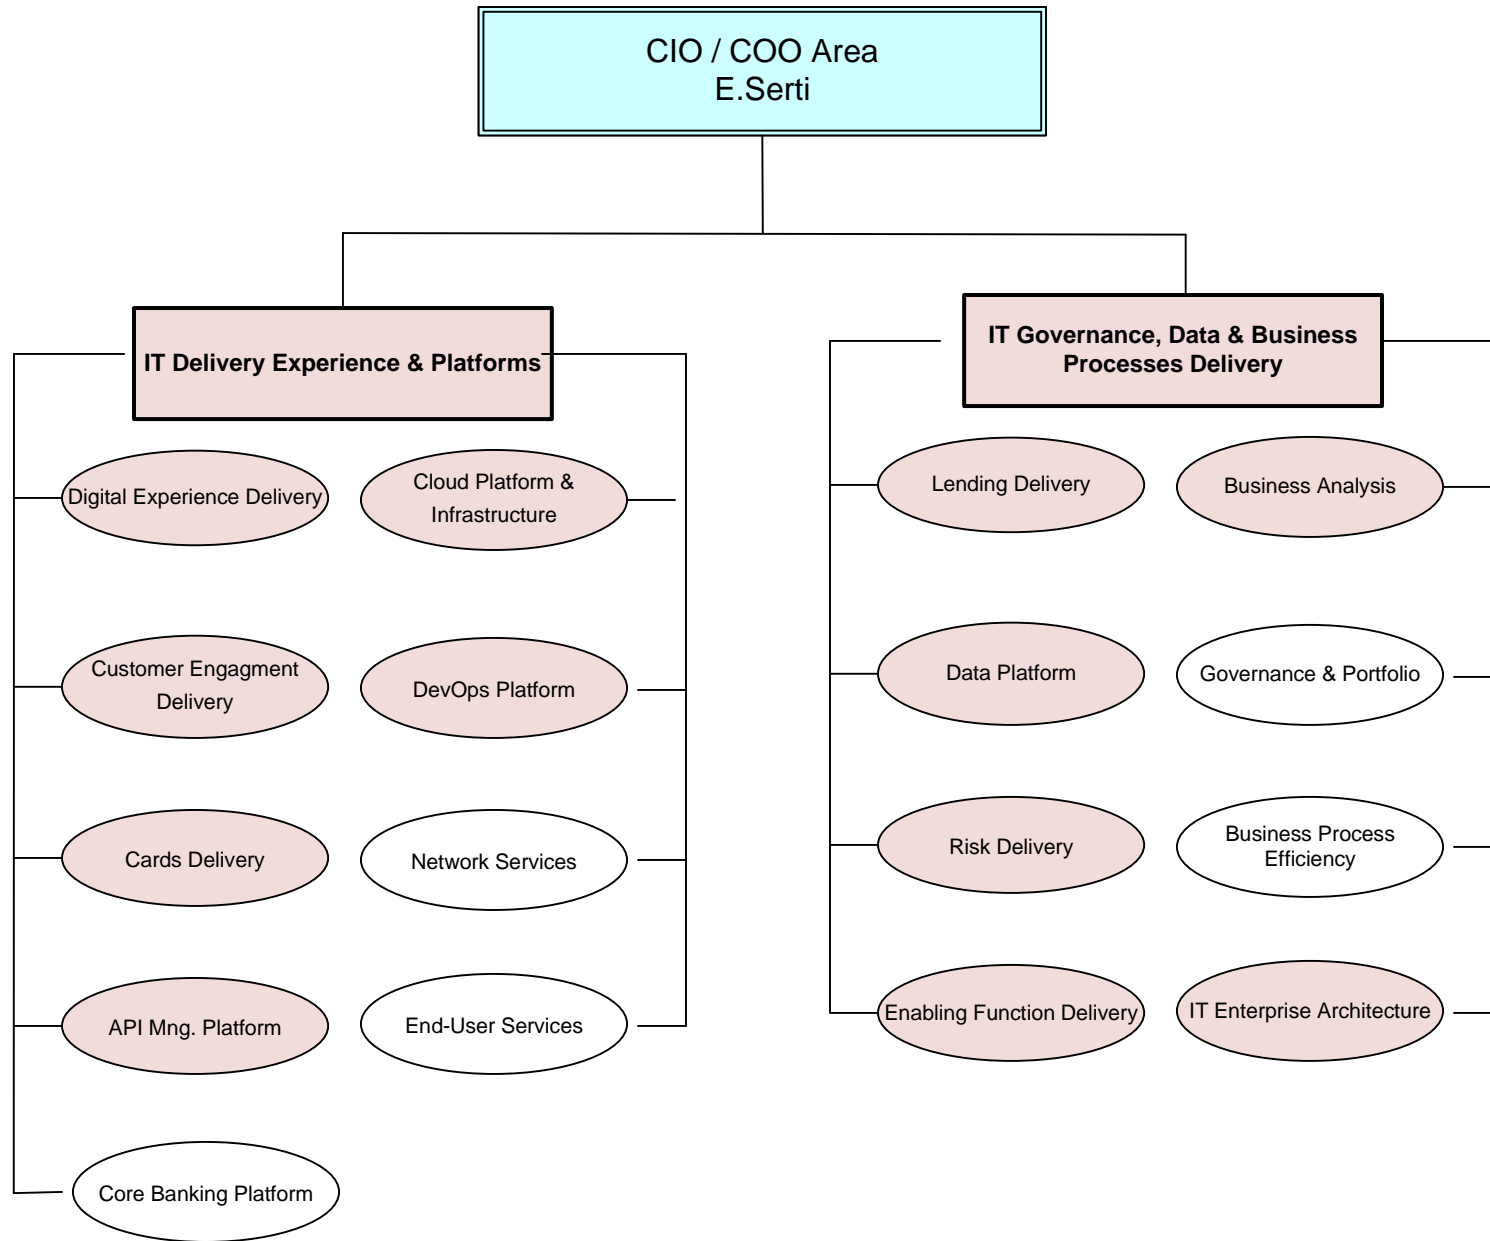 CIO / COO Area
E.Serti
IT Delivery Experience & Platforms
IT Governance, Data & Business
Processes Delivery
Digital Experience Delivery
Cloud Platform &
Infrastructure
Lending Delivery
Business Analysis
Customer Engagment
Delivery
DevOps Platform
Data Platform
Governance & Portfolio
Cards Delivery
Network Services
Risk Delivery
Business Process
Efficiency
API Mng. Platform
End-User Services
Enabling Function Delivery
IT Enterprise Architecture
Core Banking Platform